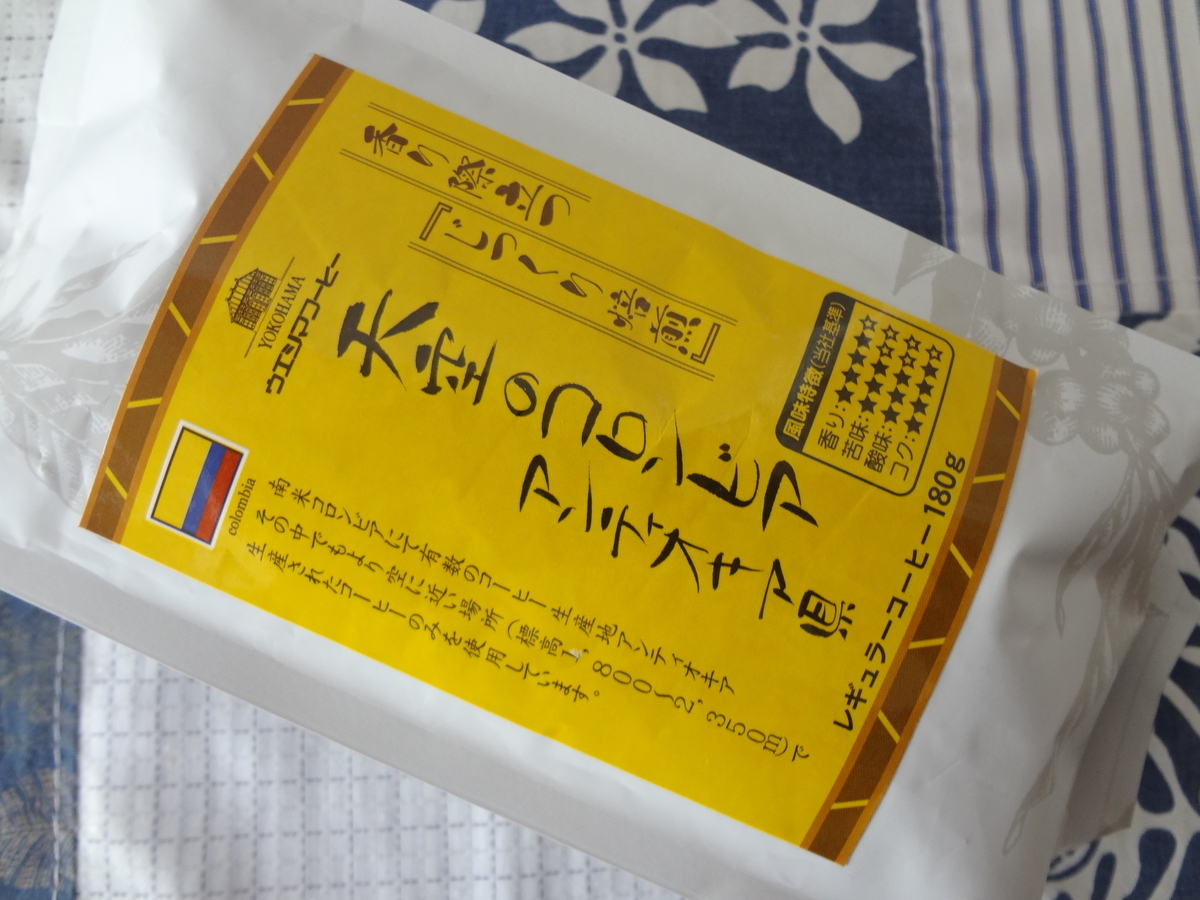 香り際立つ
『じっくり焙煎』
YOKOHAMA
ウエシマコーヒー
天空のコロンビア
アンティオキア県
風味特徴(当社基準)
香り:★★★★☆
苦味:★★★☆☆
酸味:★★★☆☆
コク:★★★☆☆
colombia
南米コロンビアにて有数のコーヒー生産地アンティオキア
その中でもより空に近い場所(標高1,800~2,350m)で
生産されたコーヒーのみを使用しています。
レギュラーコーヒー180g